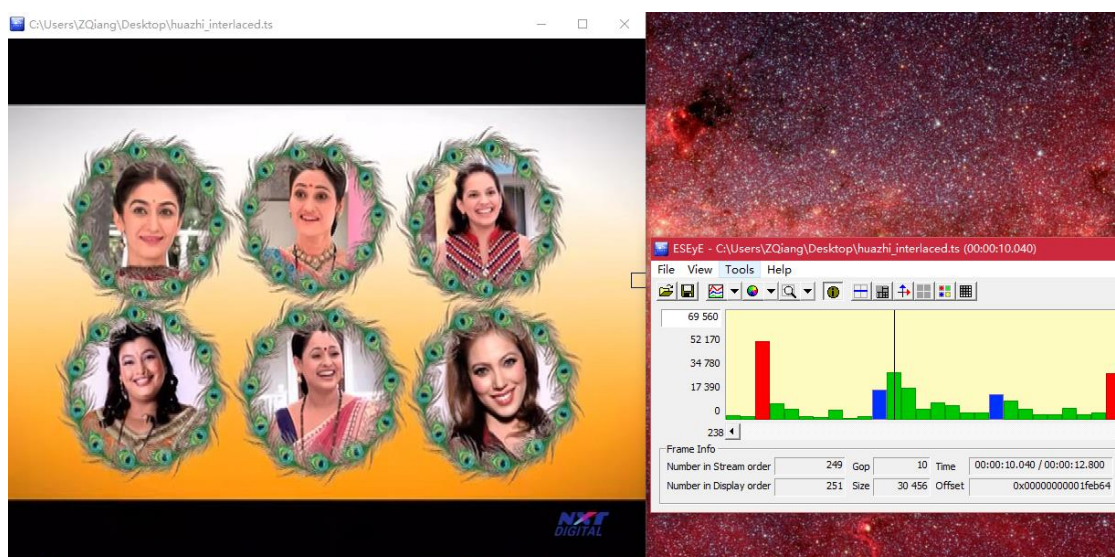 C:\Users\ZQiang\Desktop\huazhi_interlaced.ts
NXT
DIGITAL
ESEyE - C:\Users\ZQiang\Desktop\huazhi_interlaced.ts (00:00:10.040)
File View Tools Help
69 560
52 170
34 780
17 390
0
238
Frame Info
Number in Stream order 249 Gop 10 Time 00:00:10.040 / 00:00:12.800
Number in Display order 251 Size 30 456 Offset 0x00000000001feb64